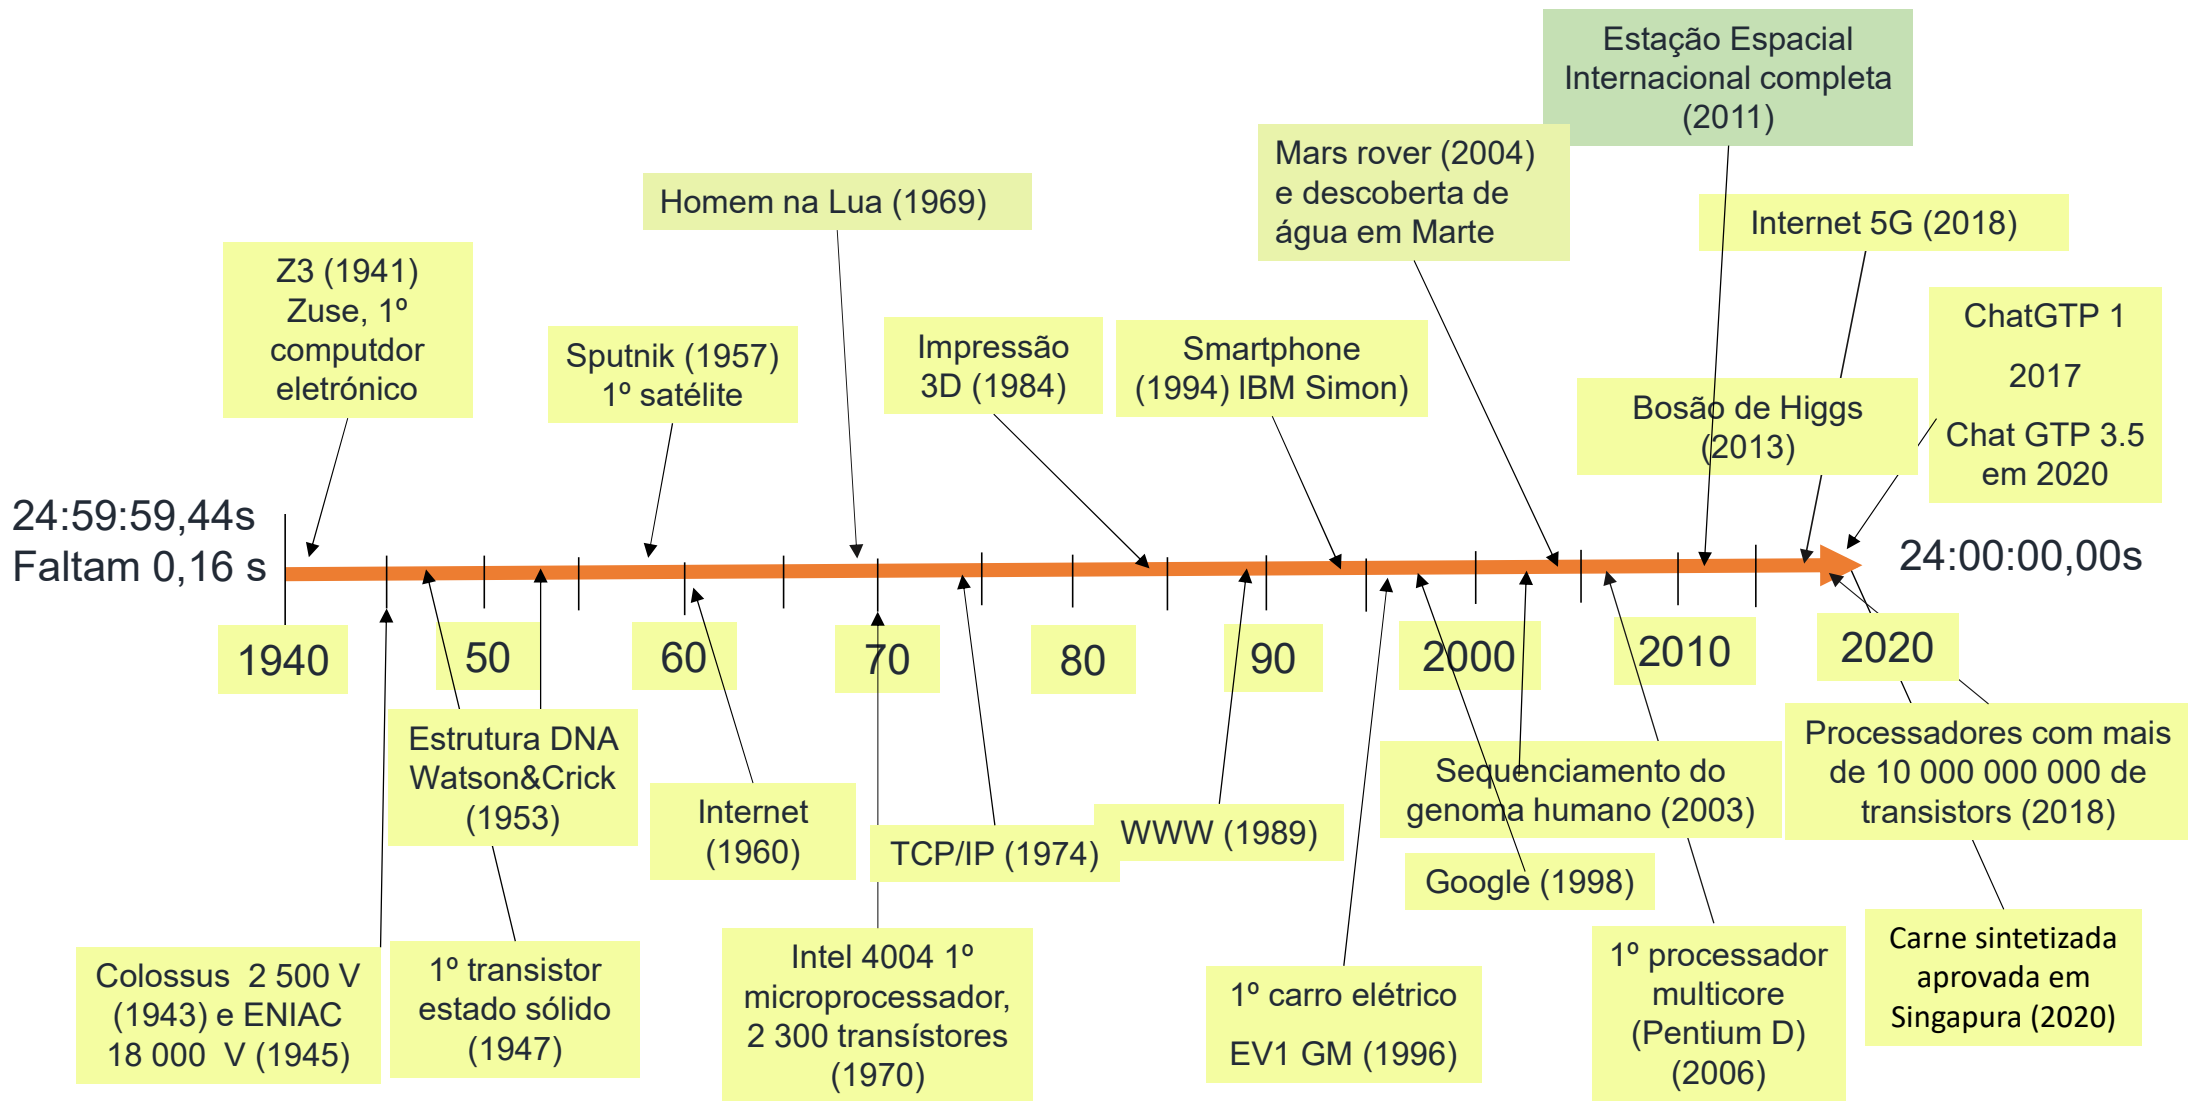 Estação Espacial
Internacional completa
(2011)
Mars rover (2004)
e descoberta de
água em Marte
Homem na Lua (1969)
Internet 5G (2018)
Z3 (1941)
Zuse, 1º
computdor
eletrónico
Sputnik (1957)
1º satélite
Impressão
3D (1984)
Smartphone
(1994) IBM Simon)
Bosão de Higgs
(2013)
ChatGTP 1
2017
Chat GTP 3.5
em 2020
24:59:59,44s
Faltam 0,16 s
24:00:00,00s
1940
50
60
70
80
90
2000
2010
2020
Estrutura DNA
Watson&Crick
(1953)
Internet
(1960)
TCP/IP (1974)
WWW (1989)
Sequenciamento do
genoma humano (2003)
Processadores com mais
de 10 000 000 000 de
transistors (2018)
Google (1998)
Colossus 2 500 V
(1943) e ENIAC
18 000 V (1945)
1º transistor
estado sólido
(1947)
Intel 4004 1º
microprocessador,
2 300 transístores
(1970)
1º carro elétrico
EV1 GM (1996)
1º processador
multicore
(Pentium D)
(2006)
Carne sintetizada
aprovada em
Singapura (2020)